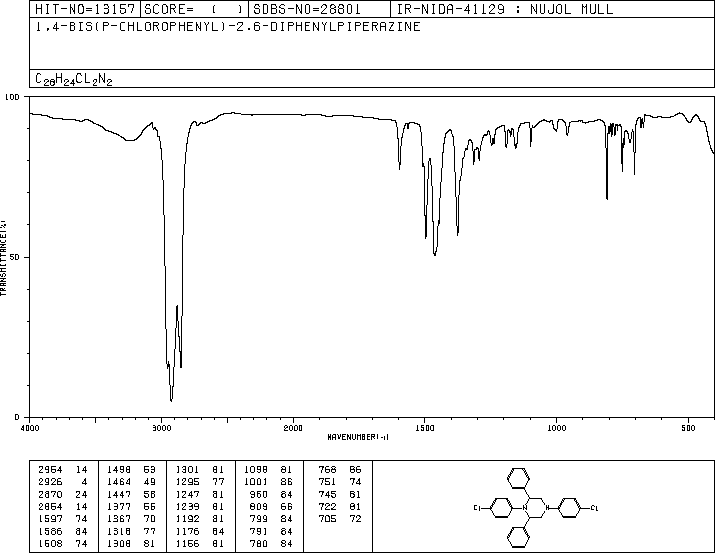 HIT-NO=13157 SCORE= ( ) SDBS-NO=28801 IR-NIDA-41129 : NUJOL MULL
1,4-BIS(P-CHLOROPHENYL)-2,6-DIPHENYLPIPERAZINE
C28H24CL2N2
100
50
0
TRANSMITTANCE(%)
4000 3000 2000 1500 1000 500
WAVENUMBER(-1)
2954 14 1498 53 1301 81 1098 81 768 86
2926 4 1464 49 1295 77 1001 86 751 74
2870 24 1447 58 1247 81 960 84 745 81
2854 14 1377 55 1239 81 809 66 722 81
1597 74 1367 70 1192 81 799 84 705 72
1566 84 1318 77 1176 84 791 84
1508 74 1308 81 1156 81 780 84
Cl N N Cl